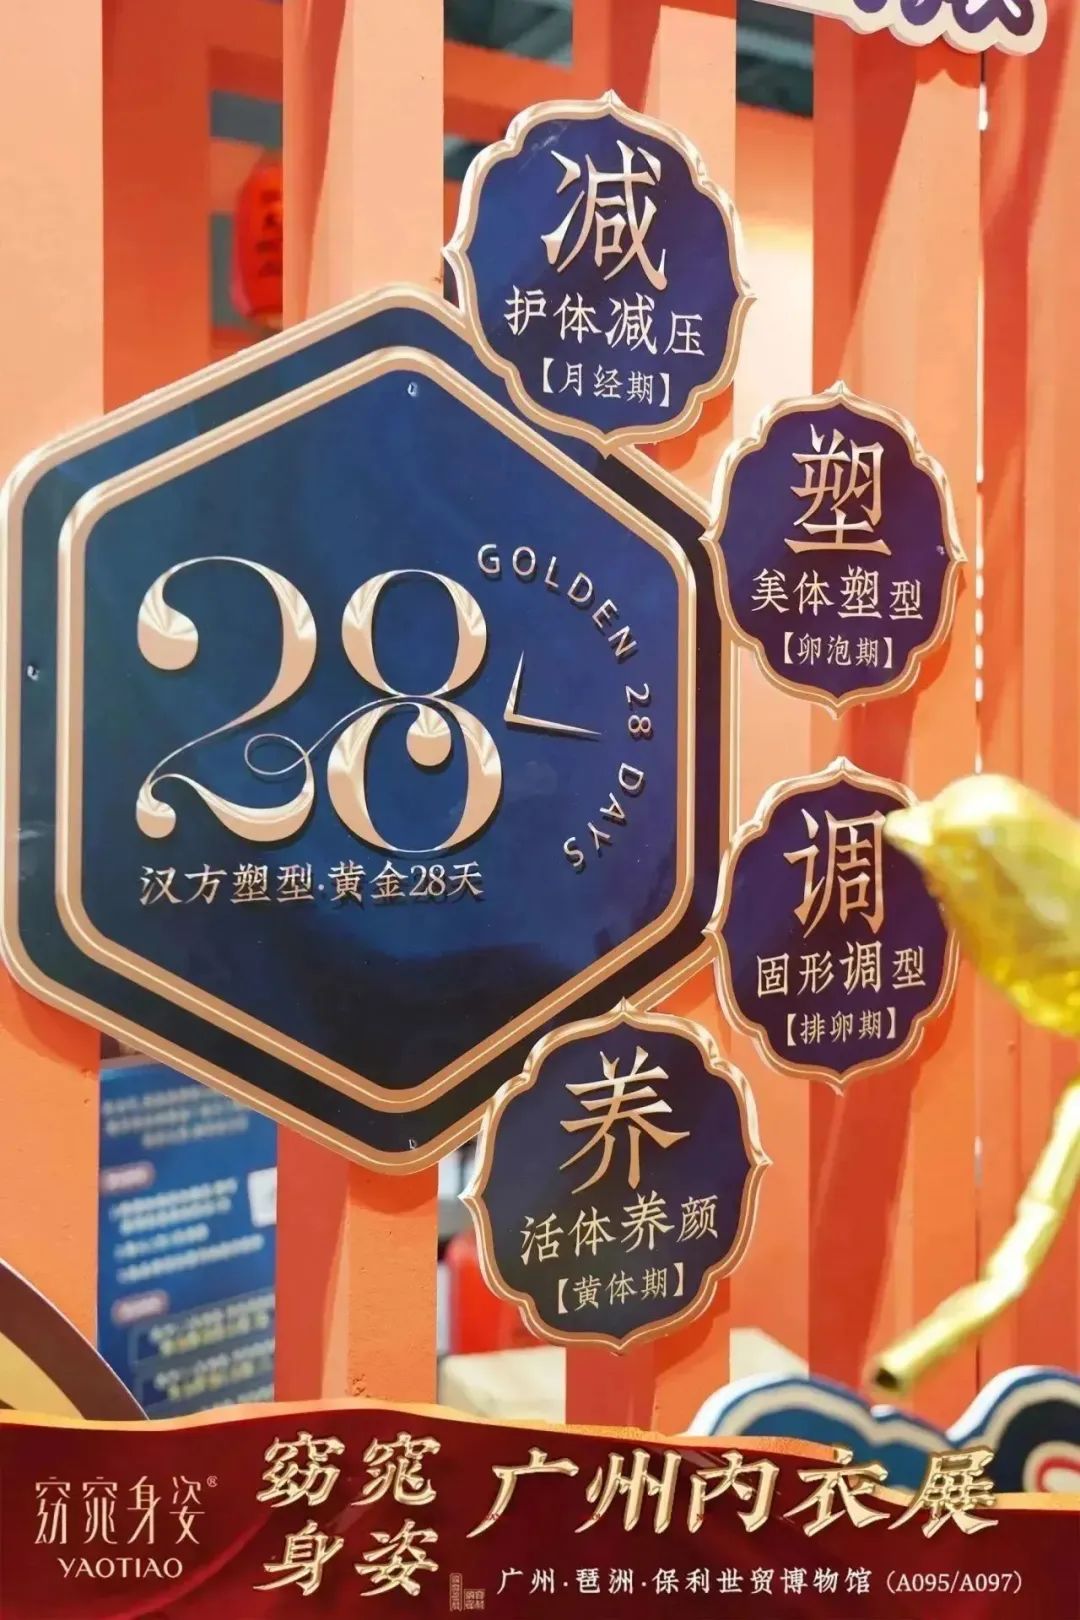 减
护体减压
【月经期】
塑
美体塑型
【卵泡期】
GOLDEN 28 DAYS
28
汉方塑型·黄金28天
调
固形调型
【排卵期】
养
活体养颜
【黄体期】
窈窕身姿®
YAOTIAO
窈窕
身姿
广州内衣展
广州·琶洲·保利世贸博物馆（A095/A097）